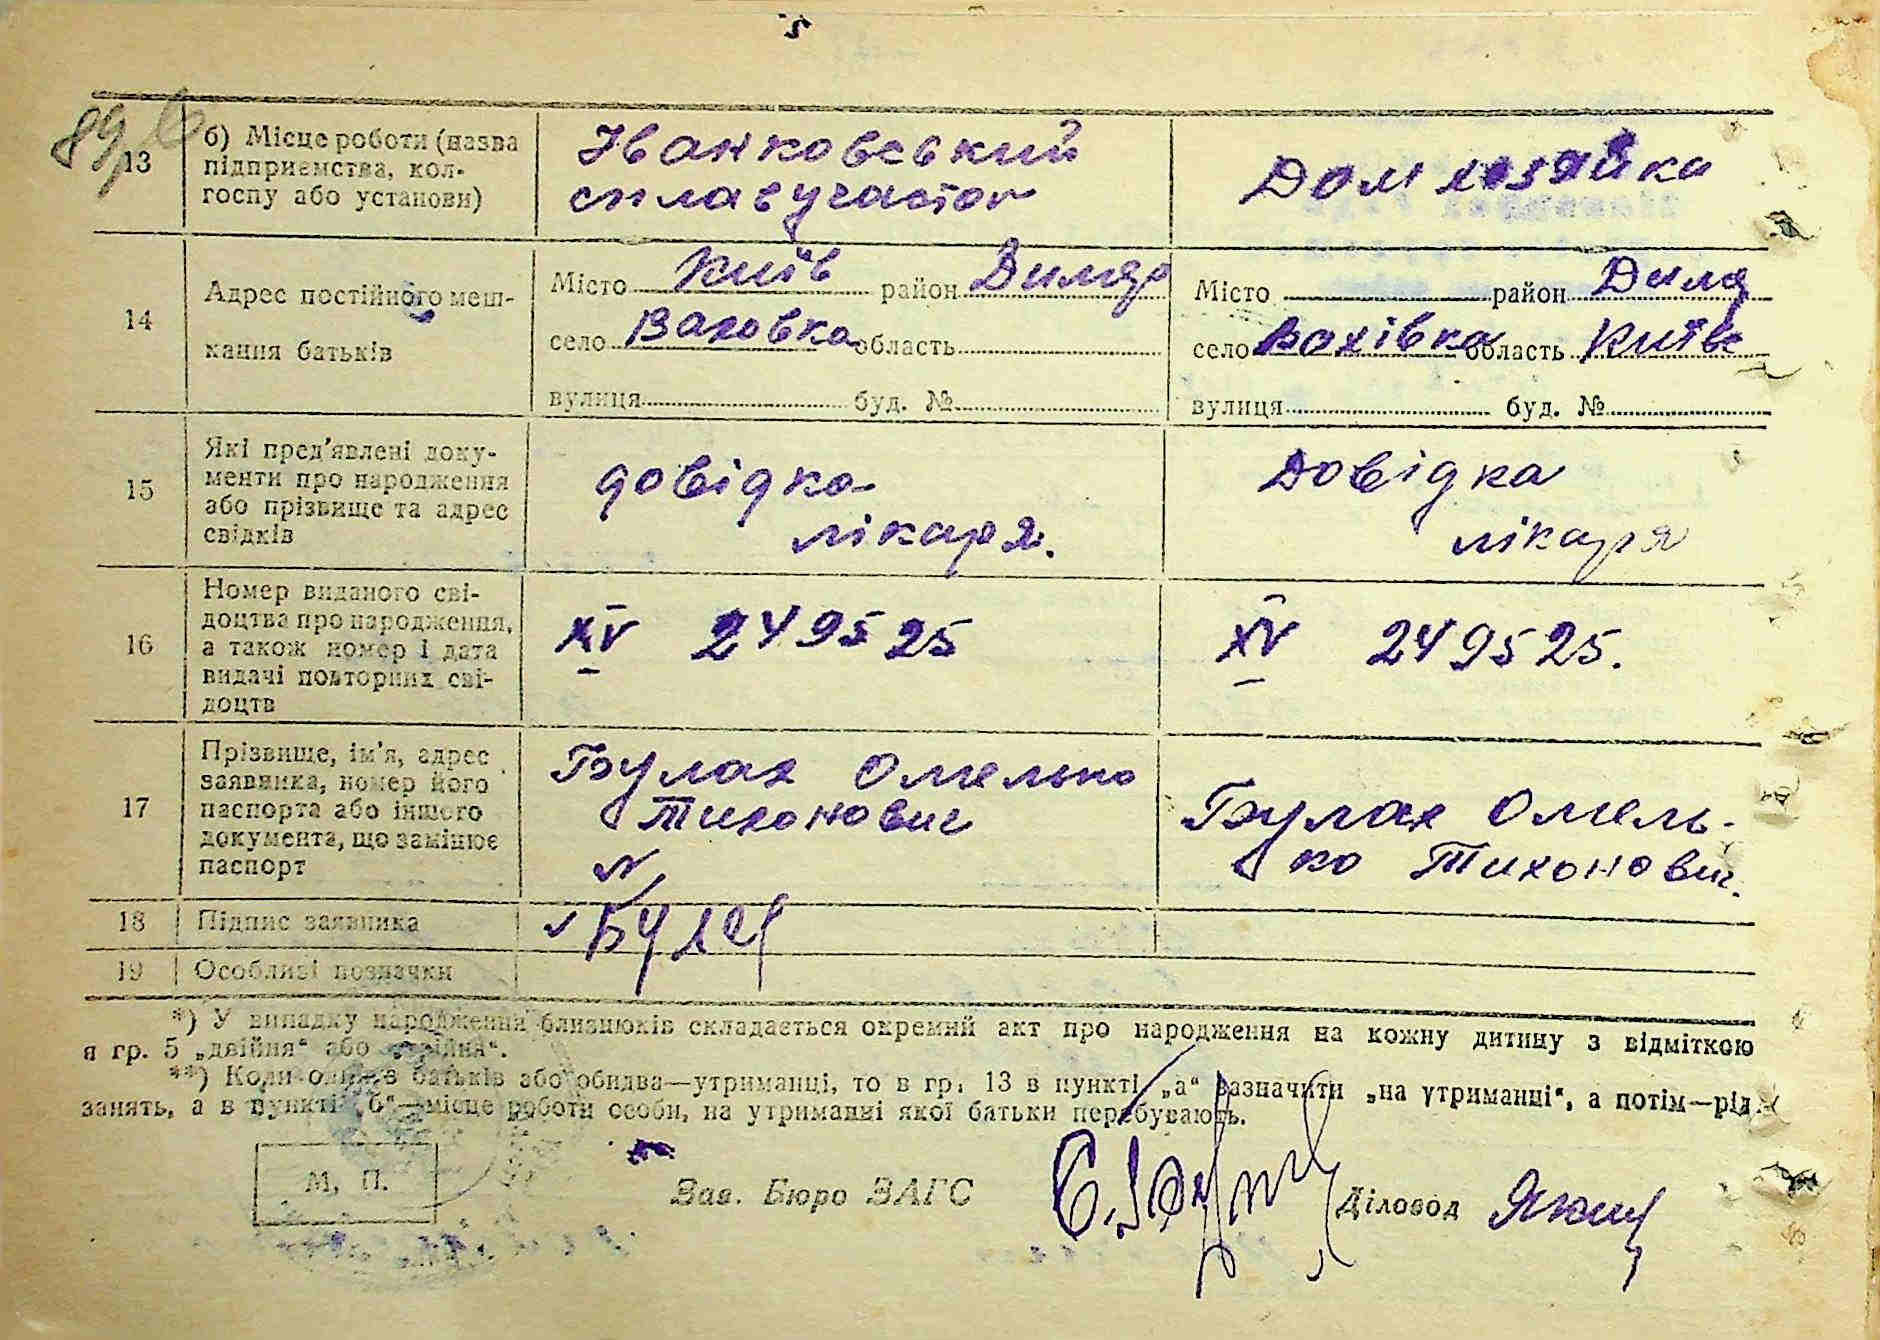 89
13
б) Місце роботи (назва
підприємства, кол-
госпу або установи)
Іванковський
сплавучасток
Домхозяйка
14
Адрес постійного меш-
кання батьків
Місто Київ район Димяр
село Ваховка область
вулиця буд. №
Місто район Димя
село Вахівка область Київс
вулиця буд. №
15
Які пред'явлені доку-
менти про народження
або прізвище та адрес
свідків
довідка
лікаря.
Довідка
лікаря
16
Номер виданого сві-
доцтва про народження,
а також номер і дата
видачі повторних сві-
доцтв
XV 249525
XV 249525.
17
Прізвище, ім'я, адрес
заявника, номер його
паспорта або іншого
документа, що замінює
паспорт
Булах Омелько
Тихонович
Булах Омель-
ко Тихонович.
18
Підпис заявника
Булах
19
Особливі позначки
*) У випадку народження близнюків складається окремий акт про народження на кожну дитину з відміткою
я гр. 5 „двійня“ або „трійня“.
**) Коли один з батьків або обидва—утриманці, то в гр. 13 в пункті „а“ зазначити „на утриманні“, а потім—рід
занять, а в пункті „б“—місце роботи особи, на утриманні якої батьки перебувають.
М. П.
Зав. Бюро ЗАГС
Діловод